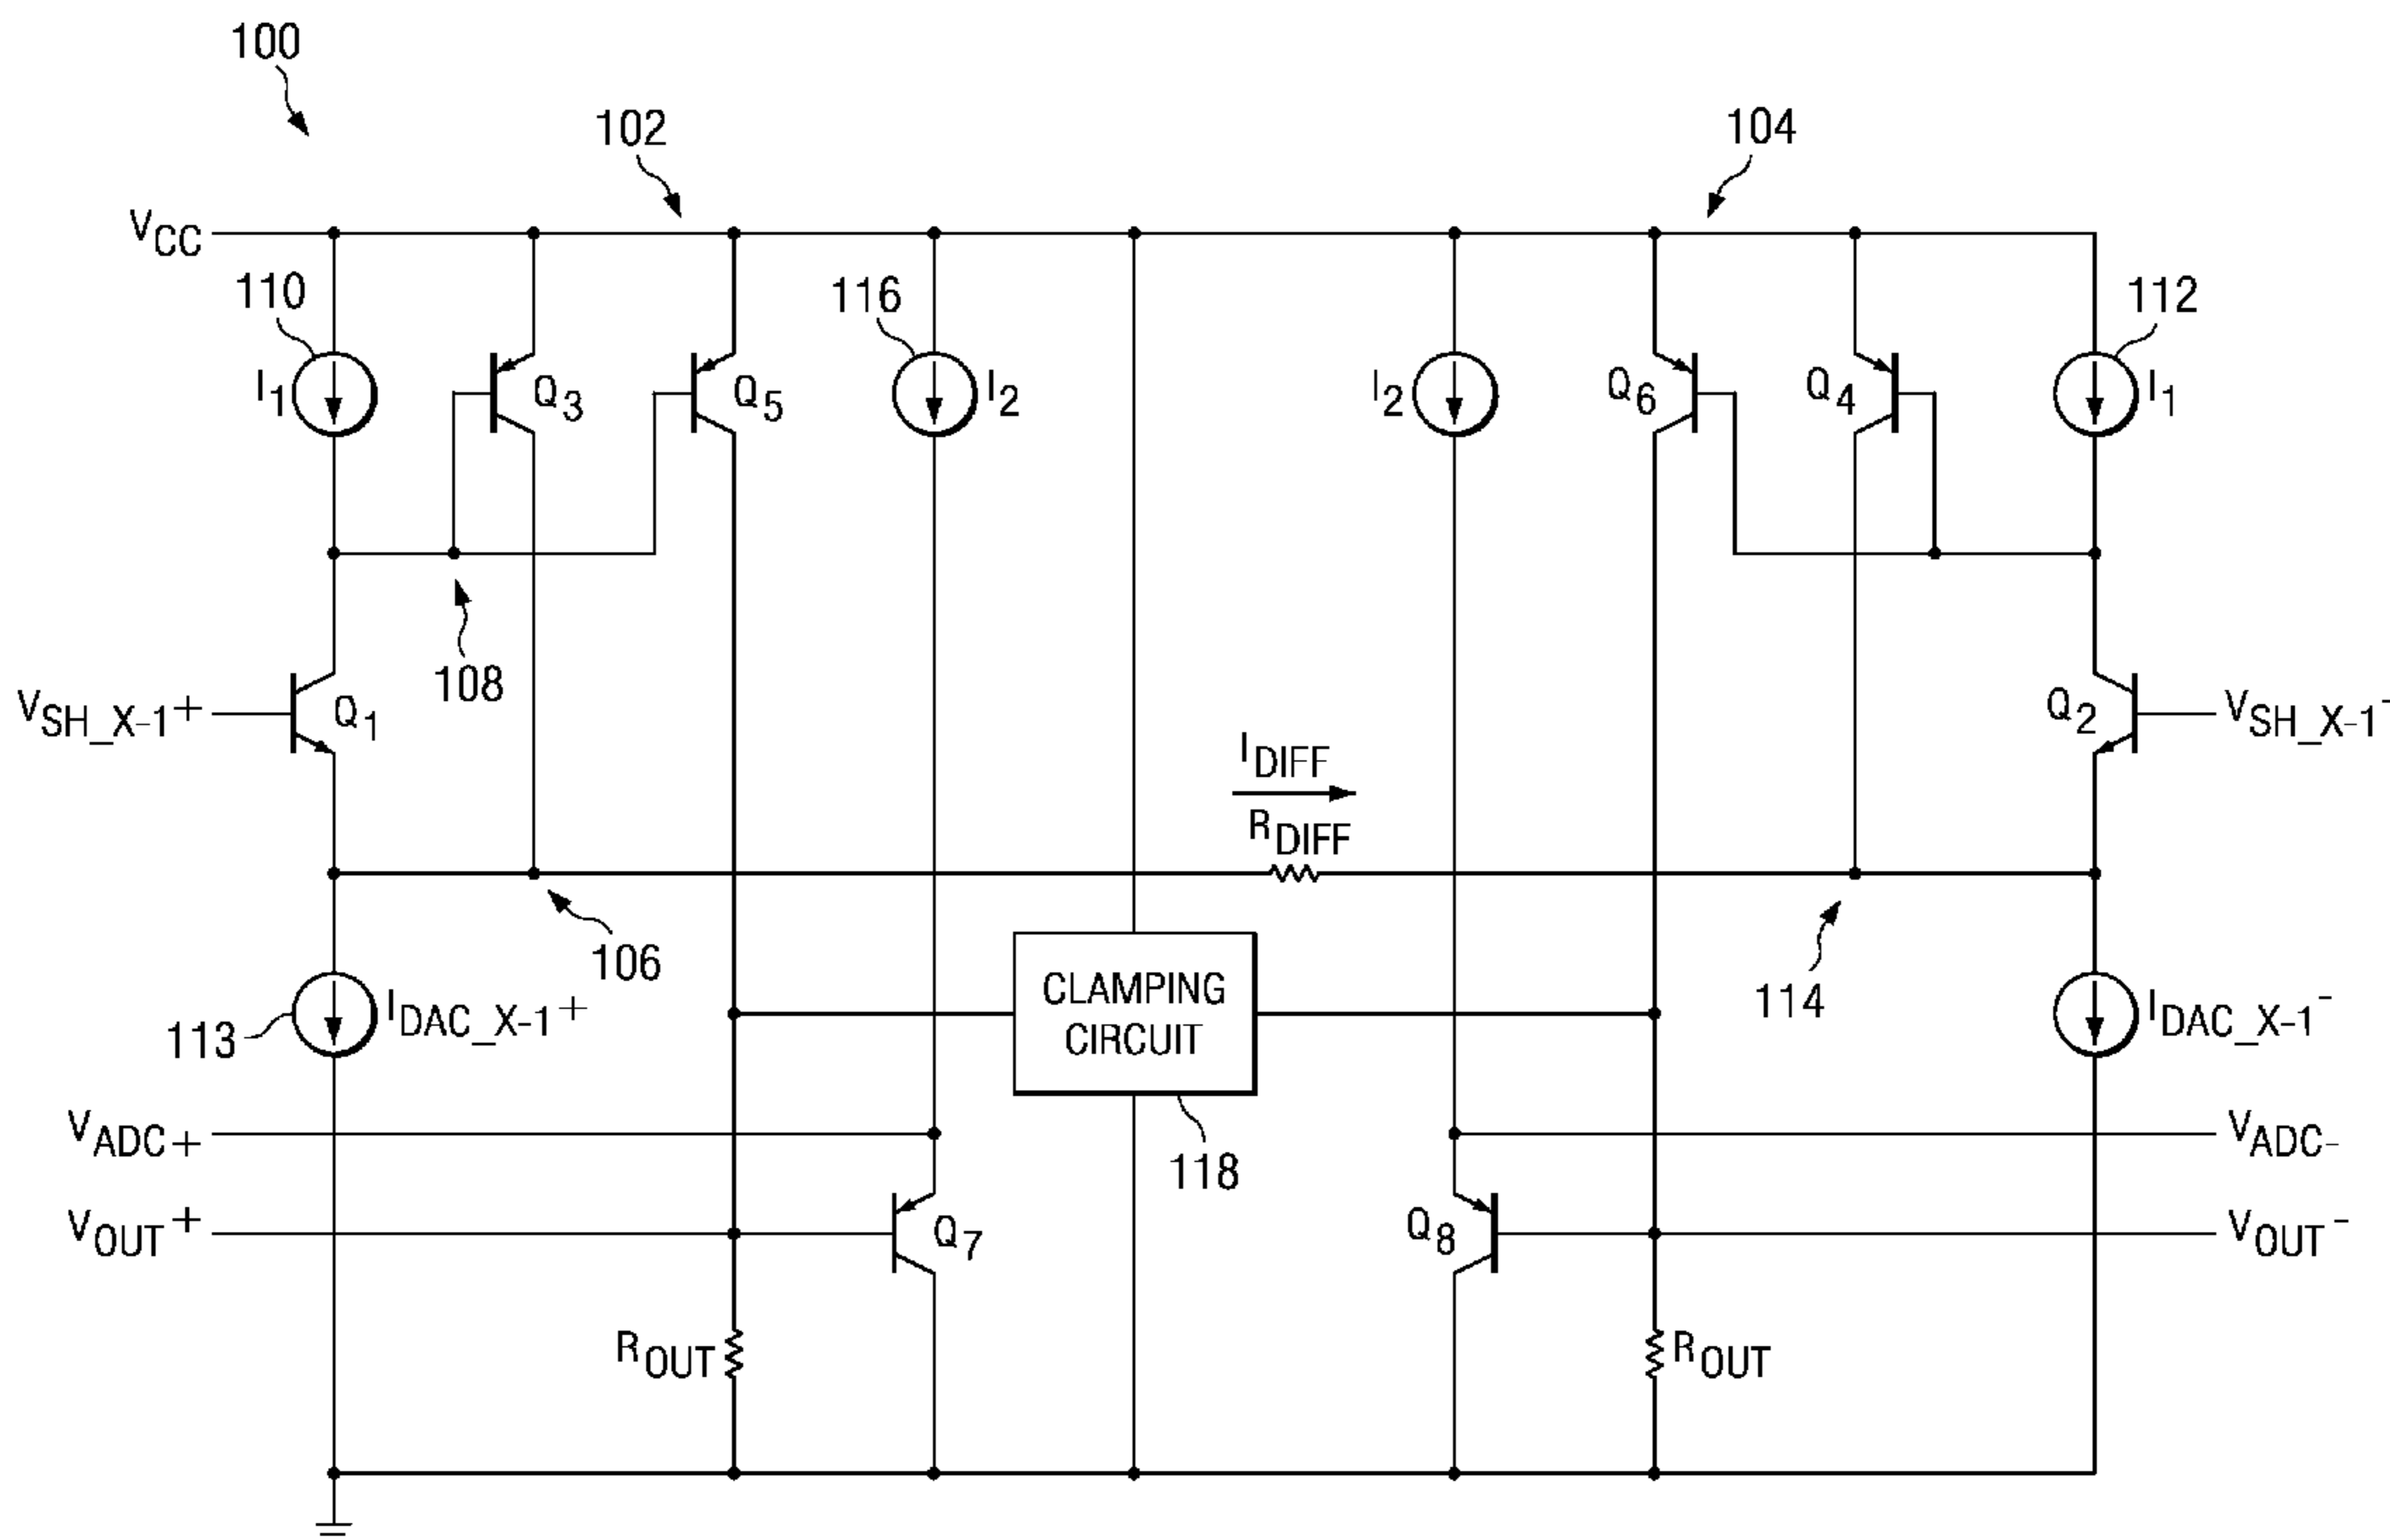 100
102
104
VCC
110
116
112
I1
Q3
Q5
I2
I2
Q6
Q4
I1
108
VSH_X-1+
Q1
Q2
VSH_X-1-
IDIFF
RDIFF
106
114
113
IDAC_X-1+
CLAMPING
CIRCUIT
IDAC_X-1-
118
VADC+
VADC-
VOUT+
Q7
Q8
VOUT-
ROUT
ROUT